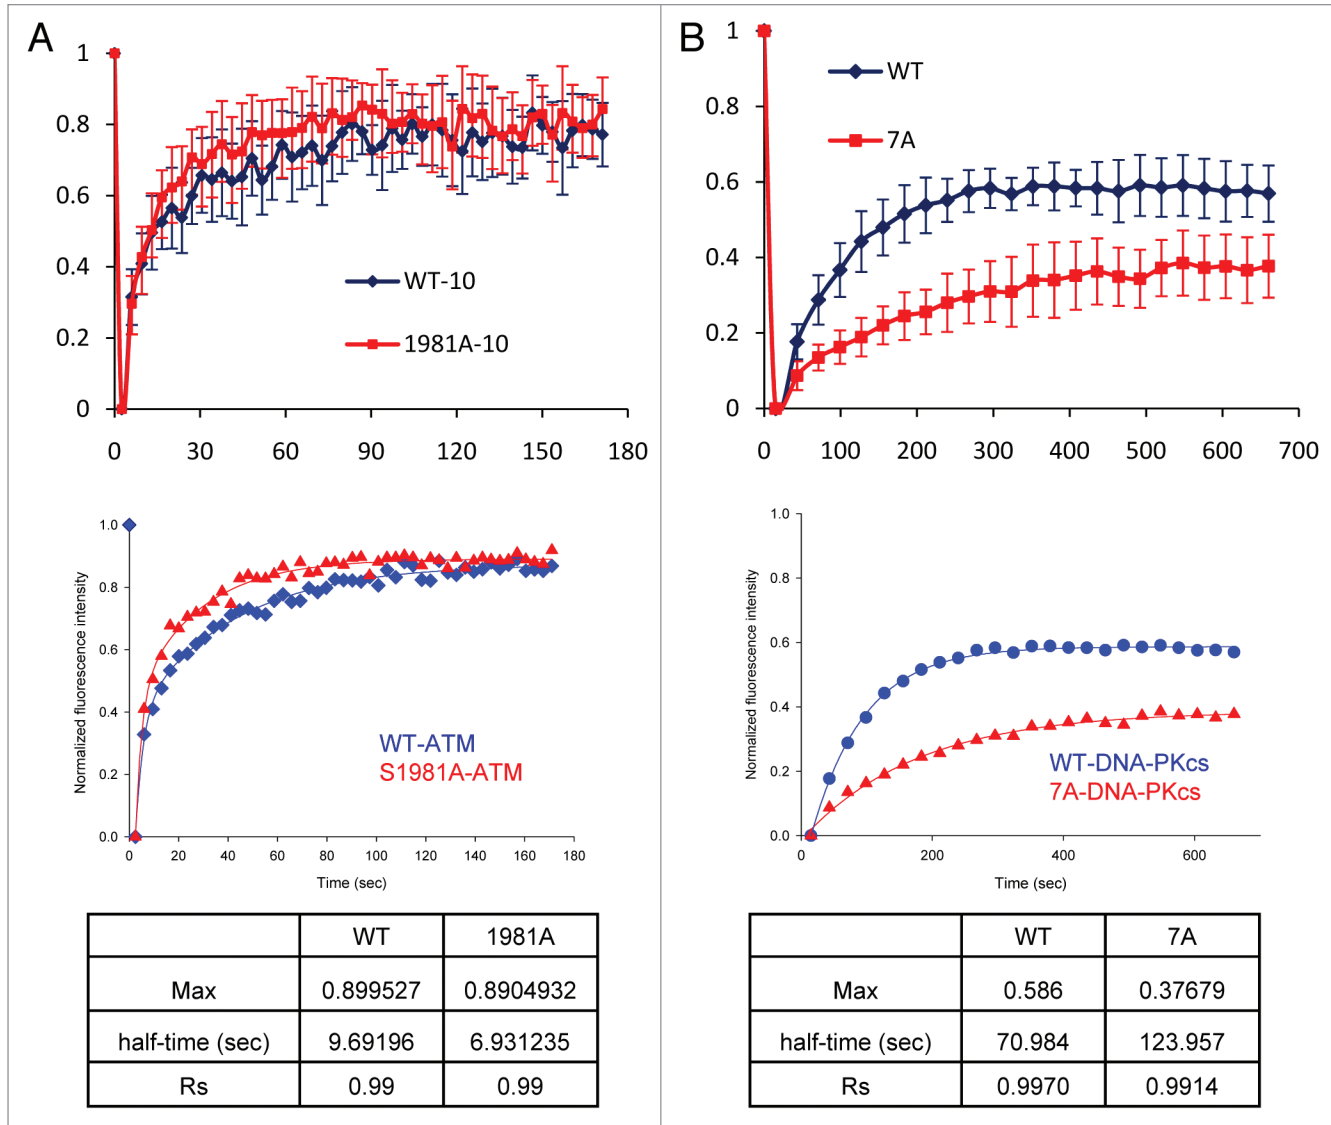 A
1
0.8
0.6
0.4
0.2
0
0 30 60 90 120 150 180
WT-10
1981A-10
B
1
0.8
0.6
0.4
0.2
0
0 100 200 300 400 500 600 700
WT
7A
Normalized fluorescence intensity
1.0
0.8
0.6
0.4
0.2
0.0
0 20 40 60 80 100 120 140 160 180
Time (sec)
WT-ATM
S1981A-ATM
Normalized fluorescence intensity
1.0
0.8
0.6
0.4
0.2
0.0
0 200 400 600
Time (sec)
WT-DNA-PKcs
7A-DNA-PKcs
WT 1981A
Max 0.899527 0.8904932
half-time (sec) 9.69196 6.931235
Rs 0.99 0.99
WT 7A
Max 0.586 0.37679
half-time (sec) 70.984 123.957
Rs 0.9970 0.9914